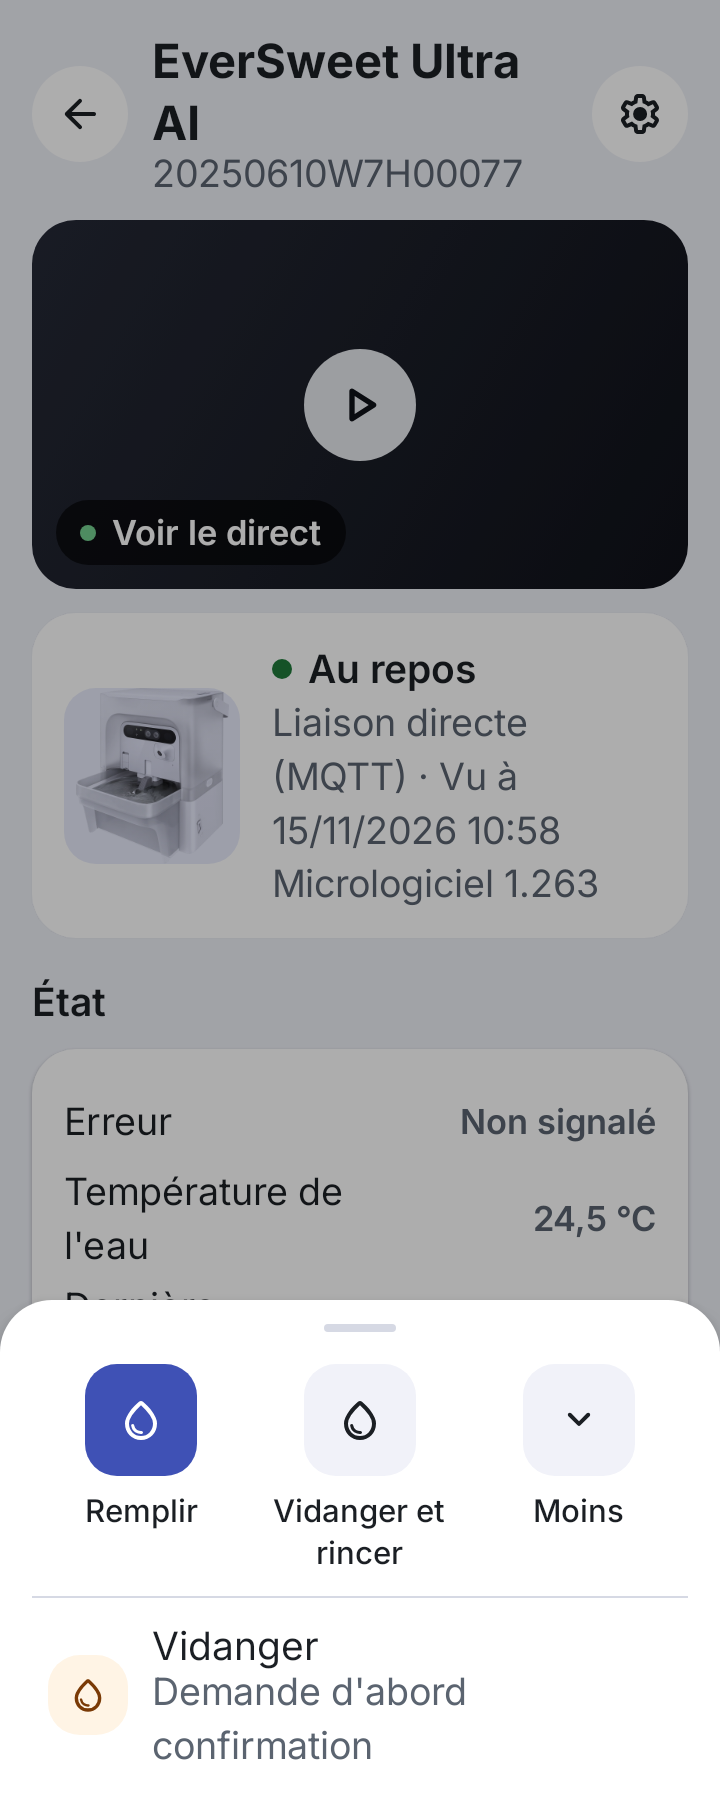 EverSweet Ultra
AI
20250610W7H00077
Voir le direct
Au repos
Liaison directe
(MQTT) · Vu à
15/11/2026 10:58
Micrologiciel 1.263
État
Erreur
Non signalé
Température de
l'eau
24,5 °C
Remplir
Vidanger et
rincer
Moins
Vidanger
Demande d'abord
confirmation